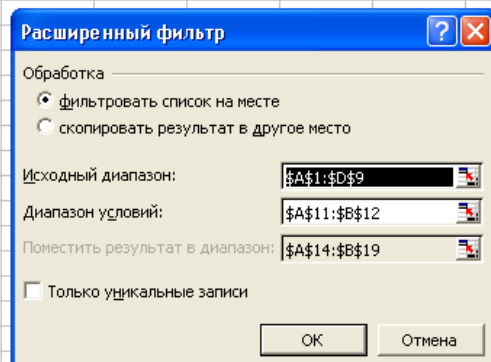 Расширенный фильтр
Обработка
фильтровать список на месте
скопировать результат в другое место
Исходный диапазон: $A$1:$D$9
Диапазон условий: $A$11:$B$12
Поместить результат в диапазон: $A$14:$B$19
Только уникальные записи
ОК Отмена